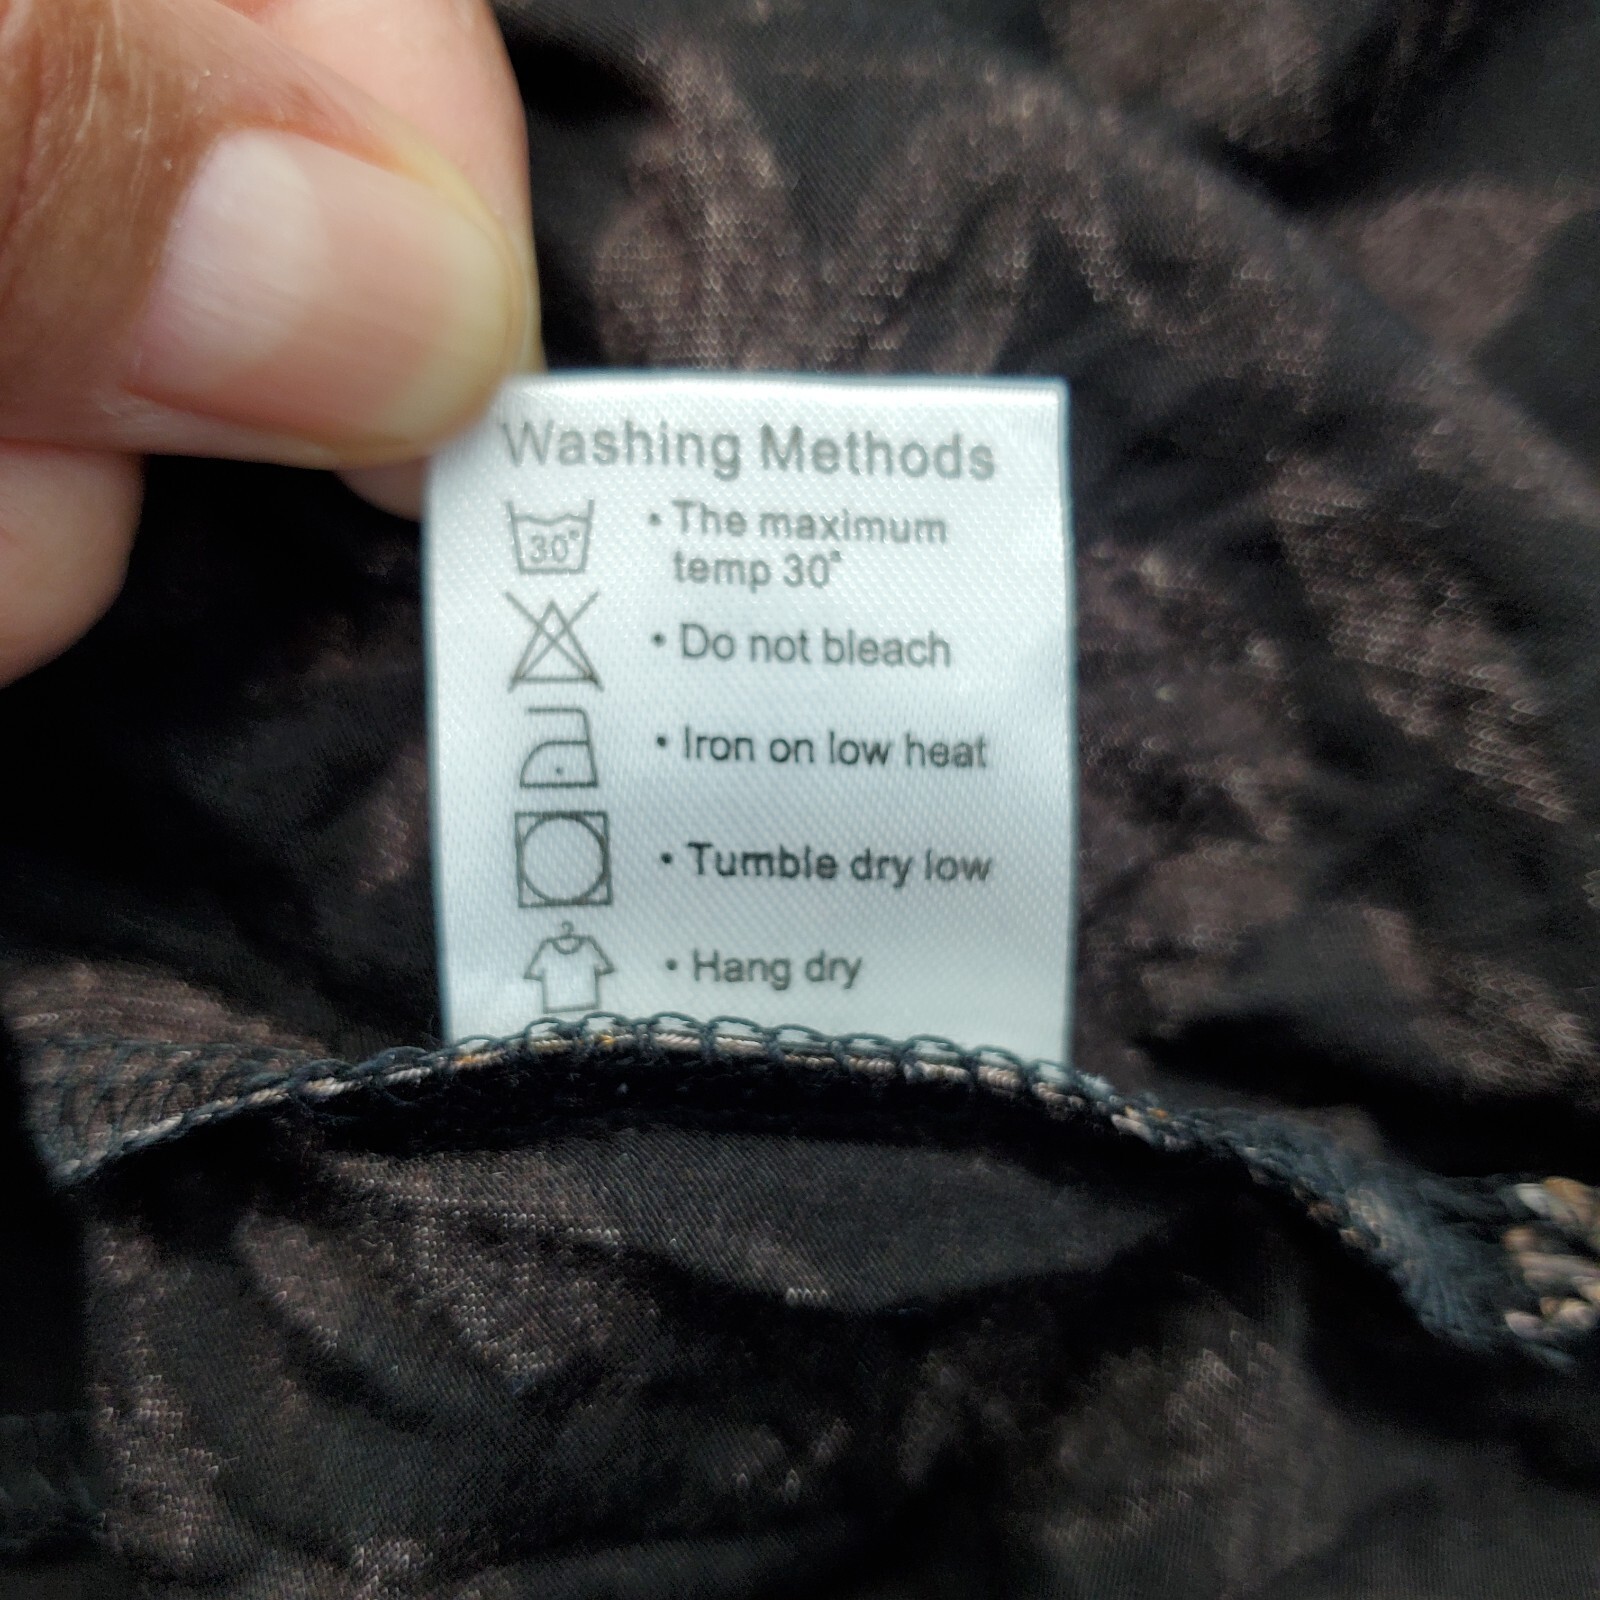 Washing Methods
30°
• The maximum
temp 30°
• Do not bleach
• Iron on low heat
• Tumble dry low
• Hang dry